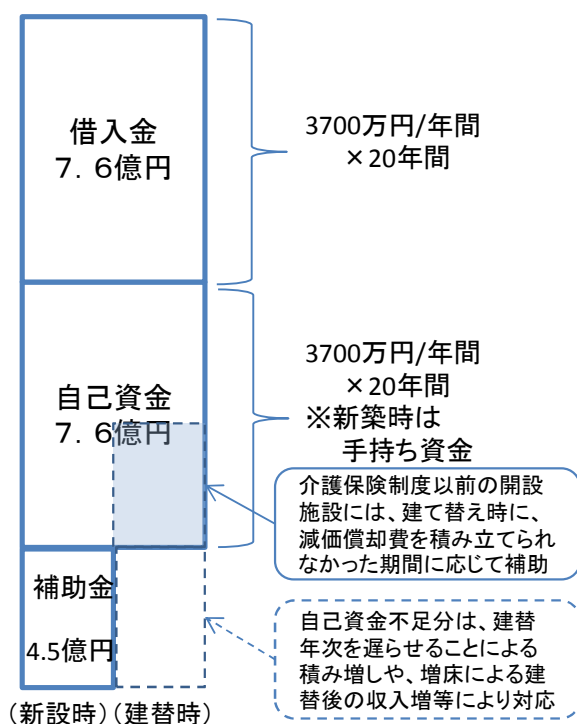 借入金
７．６億円
3700万円/年間
×20年間
自己資金
７．６億円
3700万円/年間
×20年間
※新築時は
手持ち資金
介護保険制度以前の開設
施設には、建て替え時に、
減価償却費を積み立てられ
なかった期間に応じて補助
補助金
4.5億円
自己資金不足分は、建替
年次を遅らせることによる
積み増しや、増床による建
替後の収入増等により対応
（新設時）（建替時）